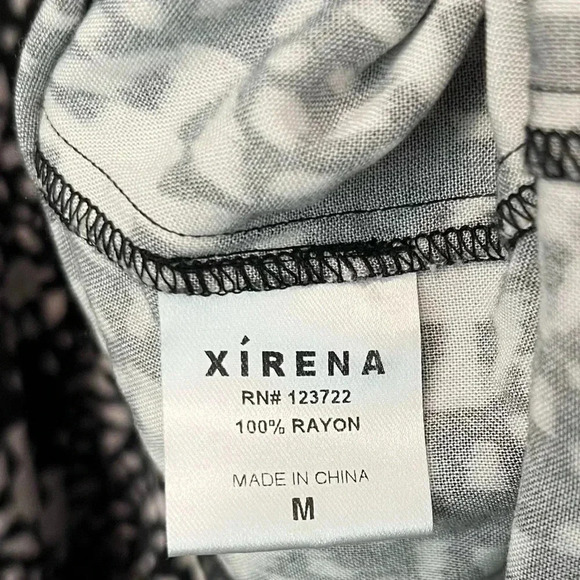 XíRENA
RN# 123722
100% RAYON
MADE IN CHINA
M